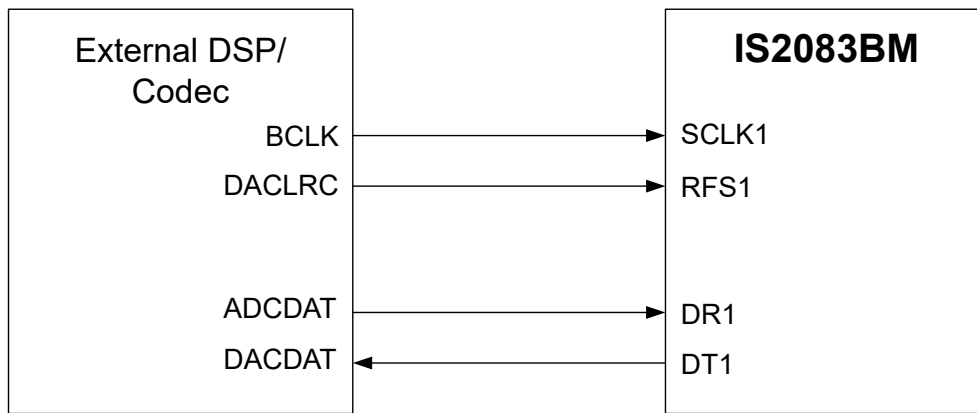 External DSP/
Codec
BCLK
DACLRC
ADCDAT
DACDAT
IS2083BM
SCLK1
RFS1
DR1
DT1